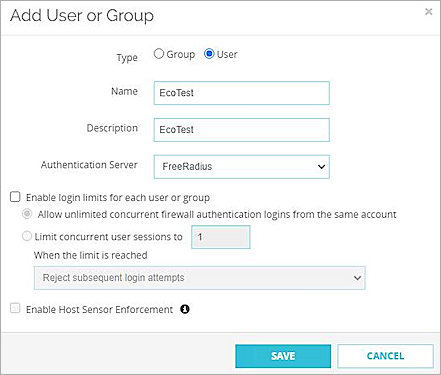 Add User or Group
×
Type Group User
Name EcoTest
Description EcoTest
Authentication Server FreeRadius
Enable login limits for each user or group
Allow unlimited concurrent firewall authentication logins from the same account
Limit concurrent user sessions to 1
When the limit is reached
Reject subsequent login attempts
Enable Host Sensor Enforcement i
SAVE CANCEL